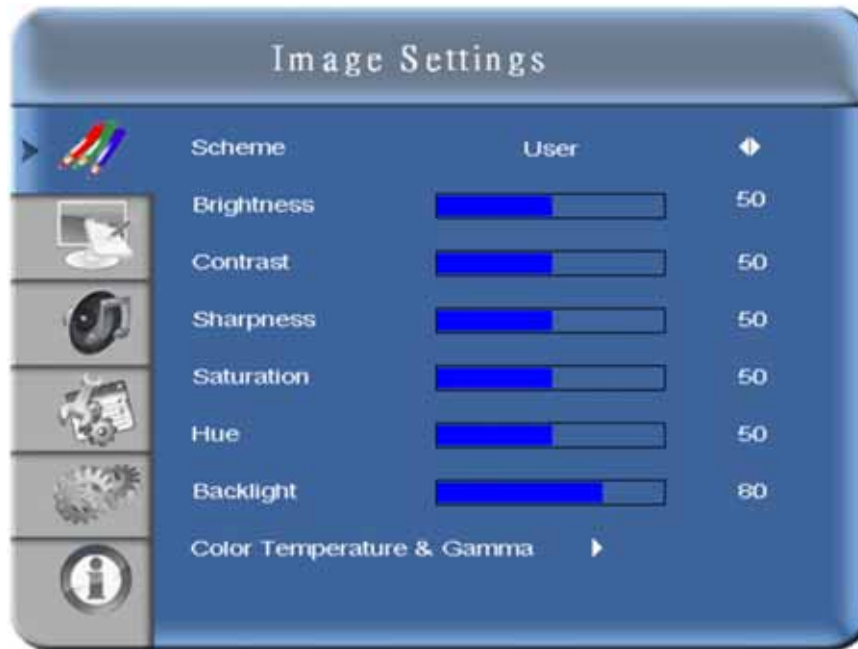 Image Settings
Scheme User
Brightness 50
Contrast 50
Sharpness 50
Saturation 50
Hue 50
Backlight 80
Color Temperature & Gamma